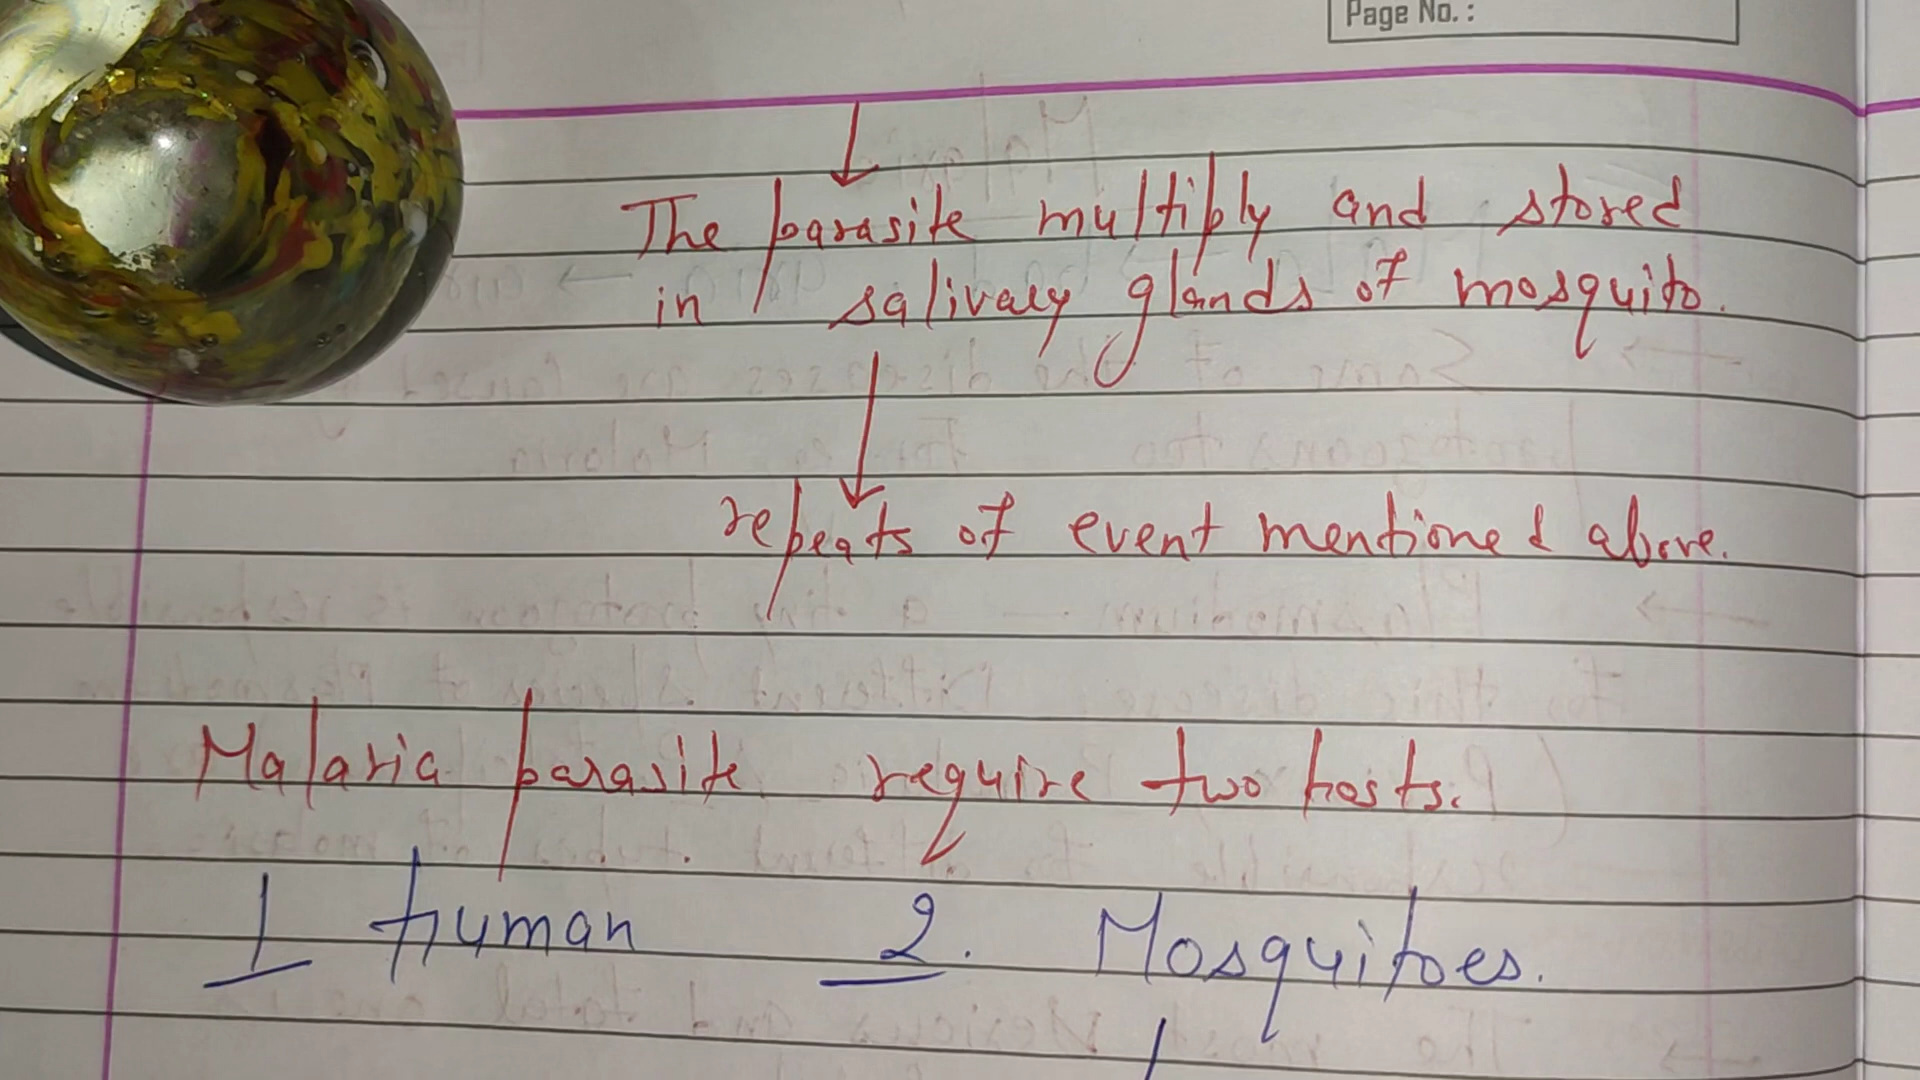 Page No. :
↓
The parasite multiply and stored
in salivary glands of mosquito.
↓
repeats of event mentioned above.
Malaria parasite require two hosts.
1 human 2. Mosquitoes.